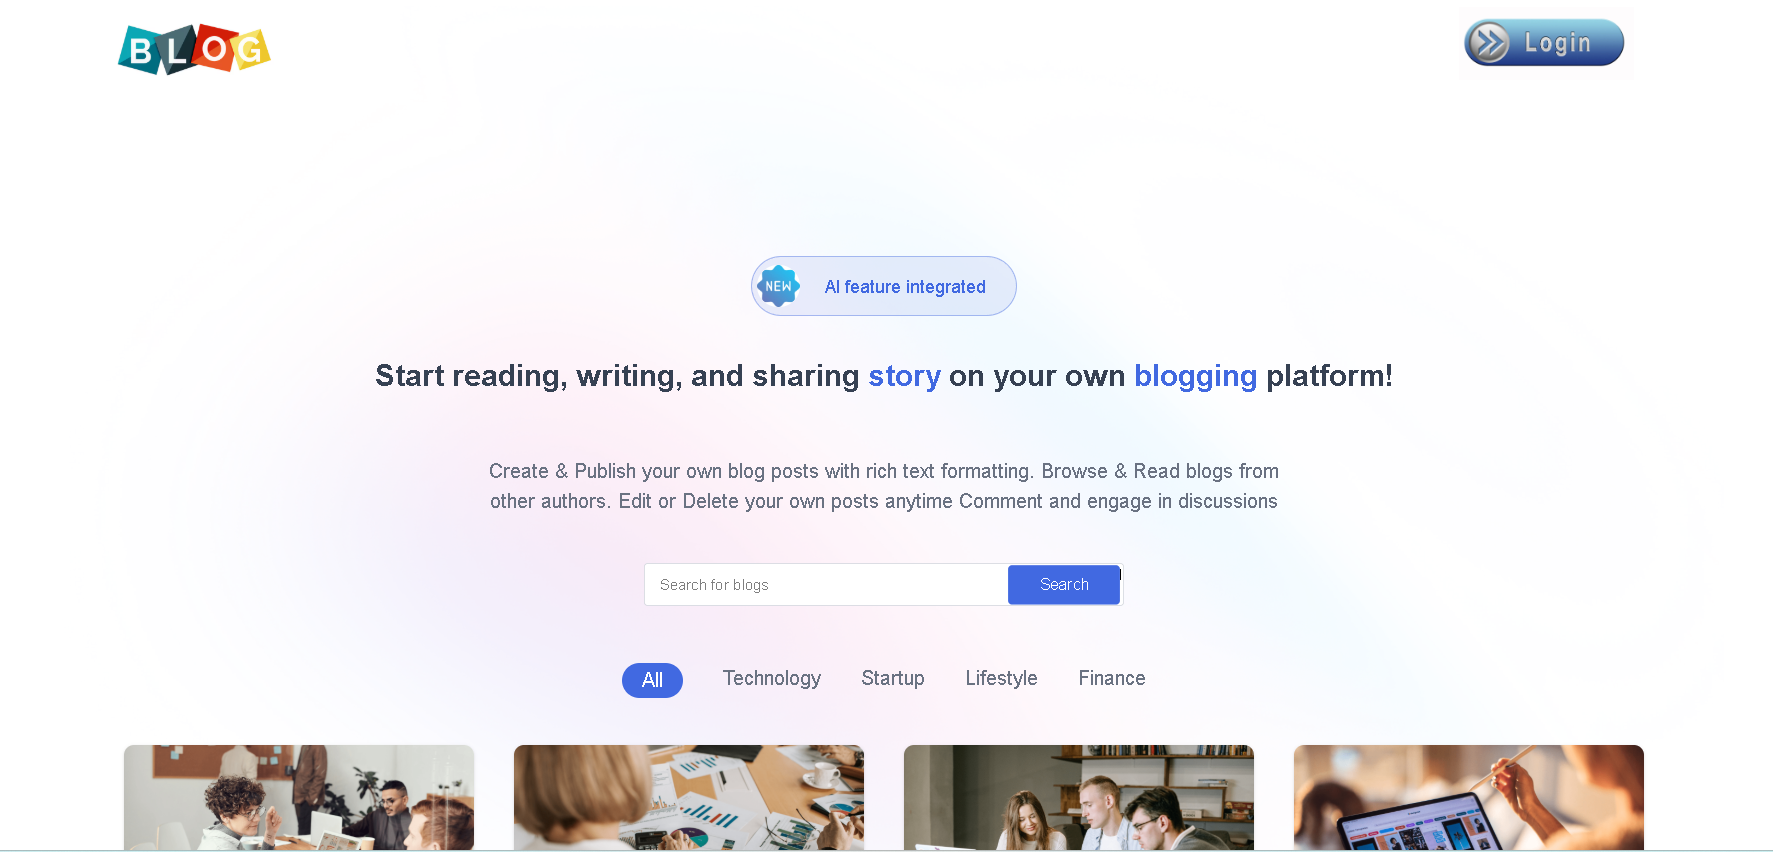 BLOG
Login
NEW AI feature integrated
Start reading, writing, and sharing story on your own blogging platform!
Create & Publish your own blog posts with rich text formatting. Browse & Read blogs from
other authors. Edit or Delete your own posts anytime Comment and engage in discussions
Search for blogs Search
All Technology Startup Lifestyle Finance